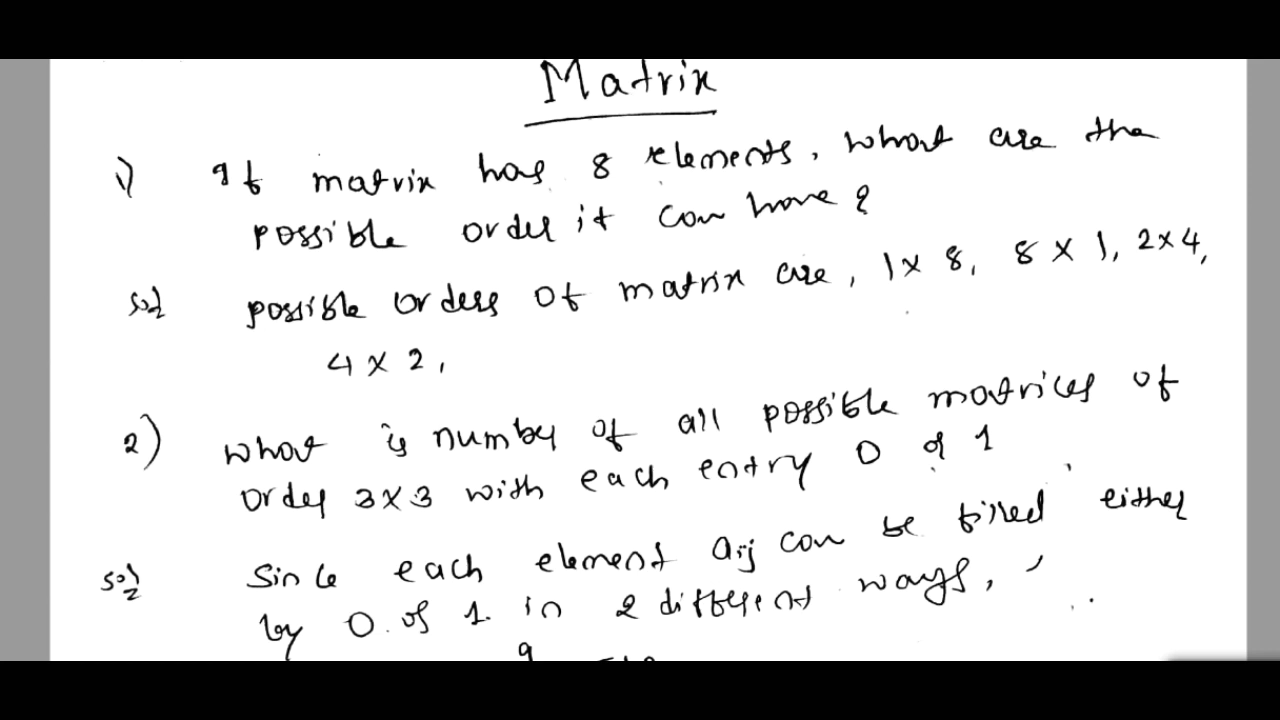 Matrix
1) If matrix has 8 elements, what are the
possible order it can have ?
Sol possible orders of matrix are, 1 x 8, 8 x 1, 2 x 4,
4 x 2,
2) what is number of all possible matrices of
order 3 x 3 with each entry 0 or 1
Sol Since each element aij can be filled either
by 0 or 1. in 2 different ways,
9